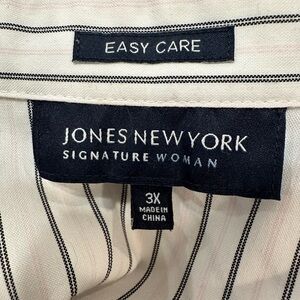 EASY CARE
JONES NEW YORK
SIGNATURE WOMAN
3X
MADE IN
CHINA